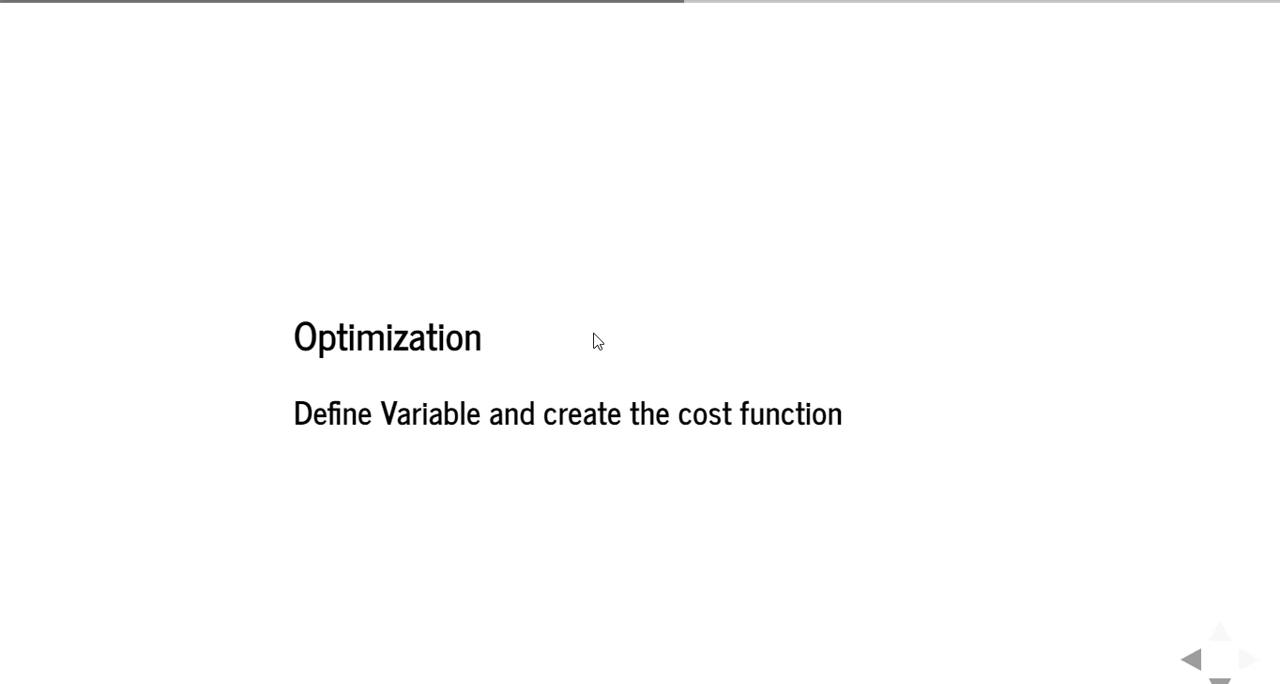 Optimization
Define Variable and create the cost function